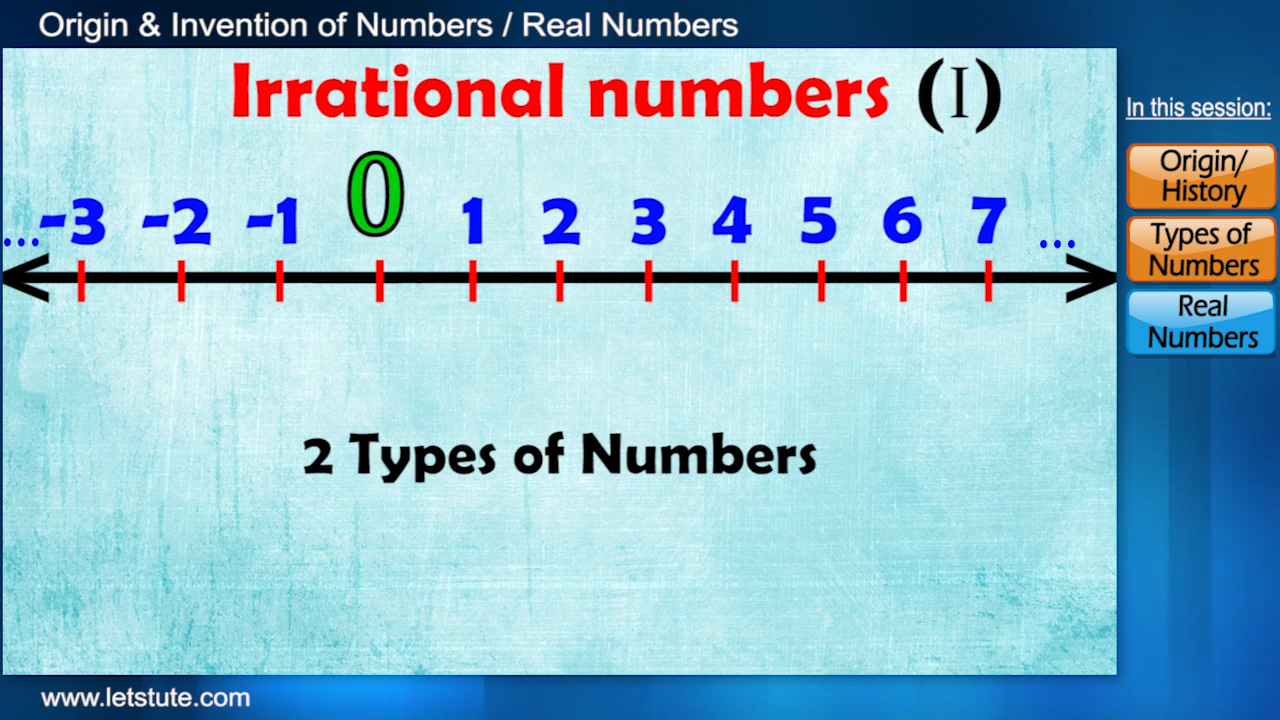 Origin & Invention of Numbers / Real Numbers
Irrational numbers (I)
In this session:
Origin/
History
...-3 -2 -1 0 1 2 3 4 5 6 7 ...
Types of
Numbers
Real
Numbers
2 Types of Numbers
www.letstute.com